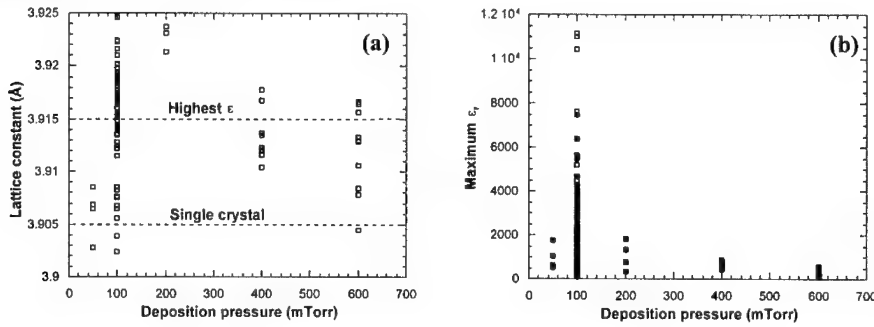 (a)
Lattice constant (Å)
3.925
3.92
3.915
3.91
3.905
3.9
Highest ε
Single crystal
0 100 200 300 400 500 600 700
Deposition pressure (mTorr)
(b)
Maximum εr
1.2 10⁴
1 10⁴
8000
6000
4000
2000
0
0 100 200 300 400 500 600 700
Deposition pressure (mTorr)